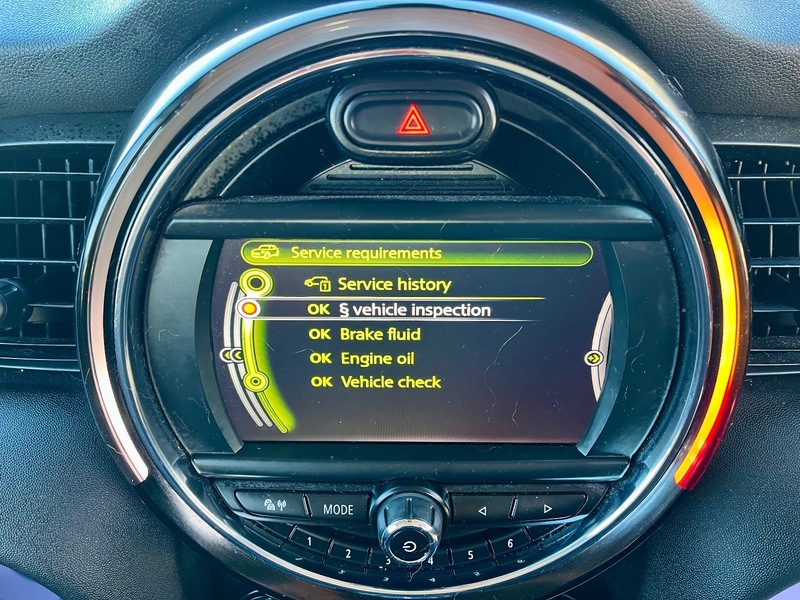 Service requirements
Service history
OK § vehicle inspection
OK Brake fluid
OK Engine oil
OK Vehicle check
MODE
1 2 3 4 5 6